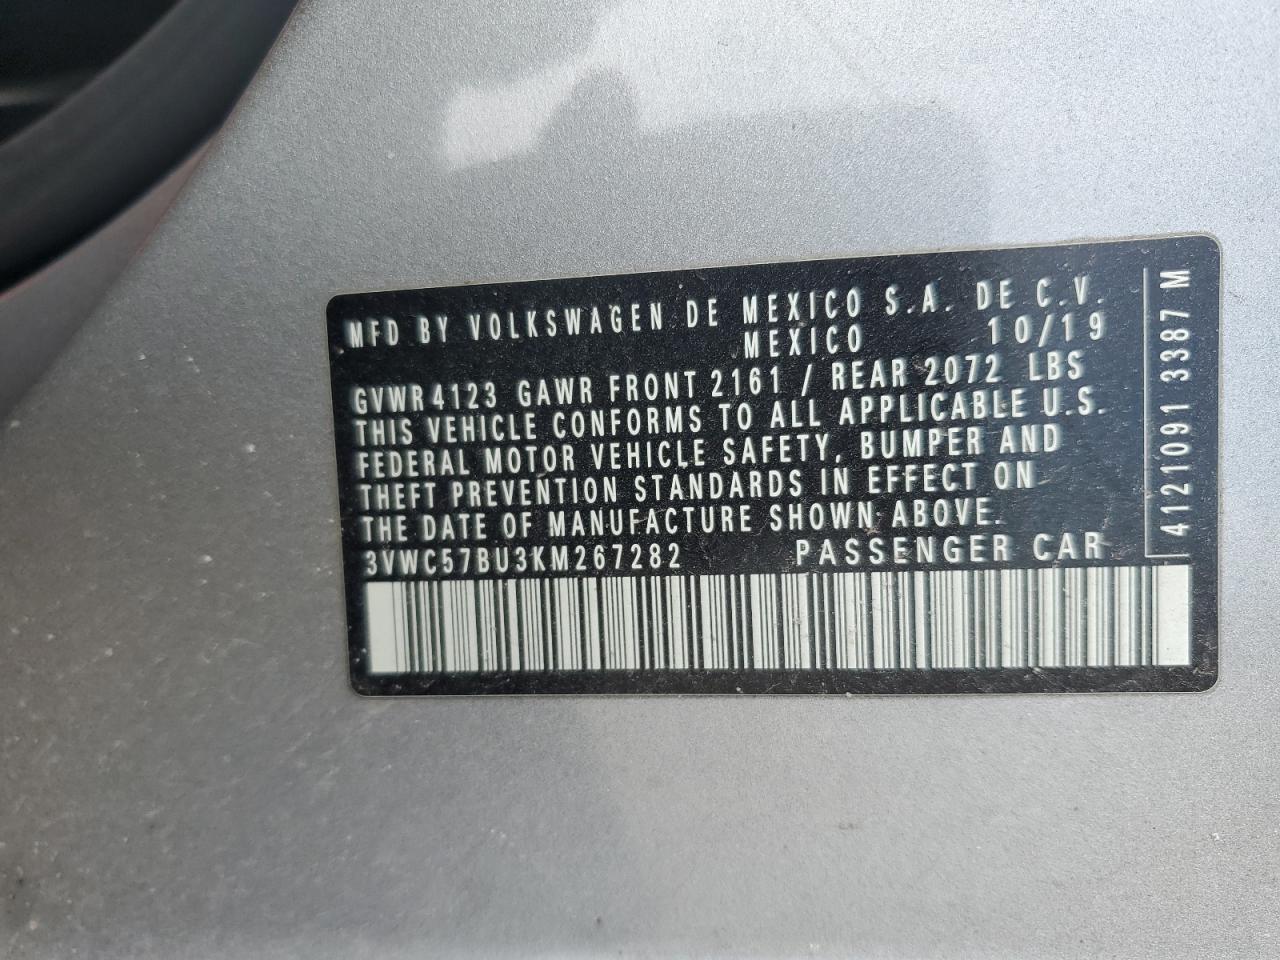 MFD BY VOLKSWAGEN DE MEXICO S.A. DE C.V.
MEXICO 10/19
GVWR 4123 GAWR FRONT 2161 / REAR 2072 LBS
THIS VEHICLE CONFORMS TO ALL APPLICABLE U.S.
FEDERAL MOTOR VEHICLE SAFETY, BUMPER AND
THEFT PREVENTION STANDARDS IN EFFECT ON
THE DATE OF MANUFACTURE SHOWN ABOVE.
3VWC57BU3KM267282 PASSENGER CAR
4121091 3387 M